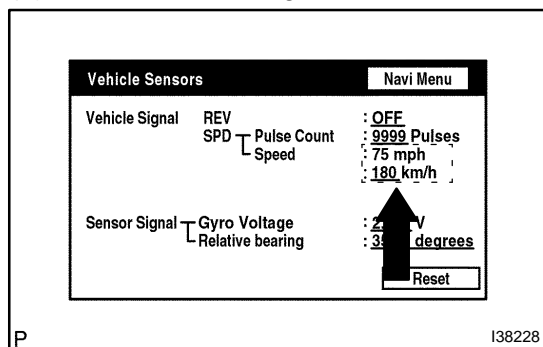 Vehicle Sensors Navi Menu
Vehicle Signal REV : OFF
SPD Pulse Count : 9999 Pulses
Speed : 75 mph
: 180 km/h
Sensor Signal Gyro Voltage : V
Relative bearing : degrees
Reset
P I38228